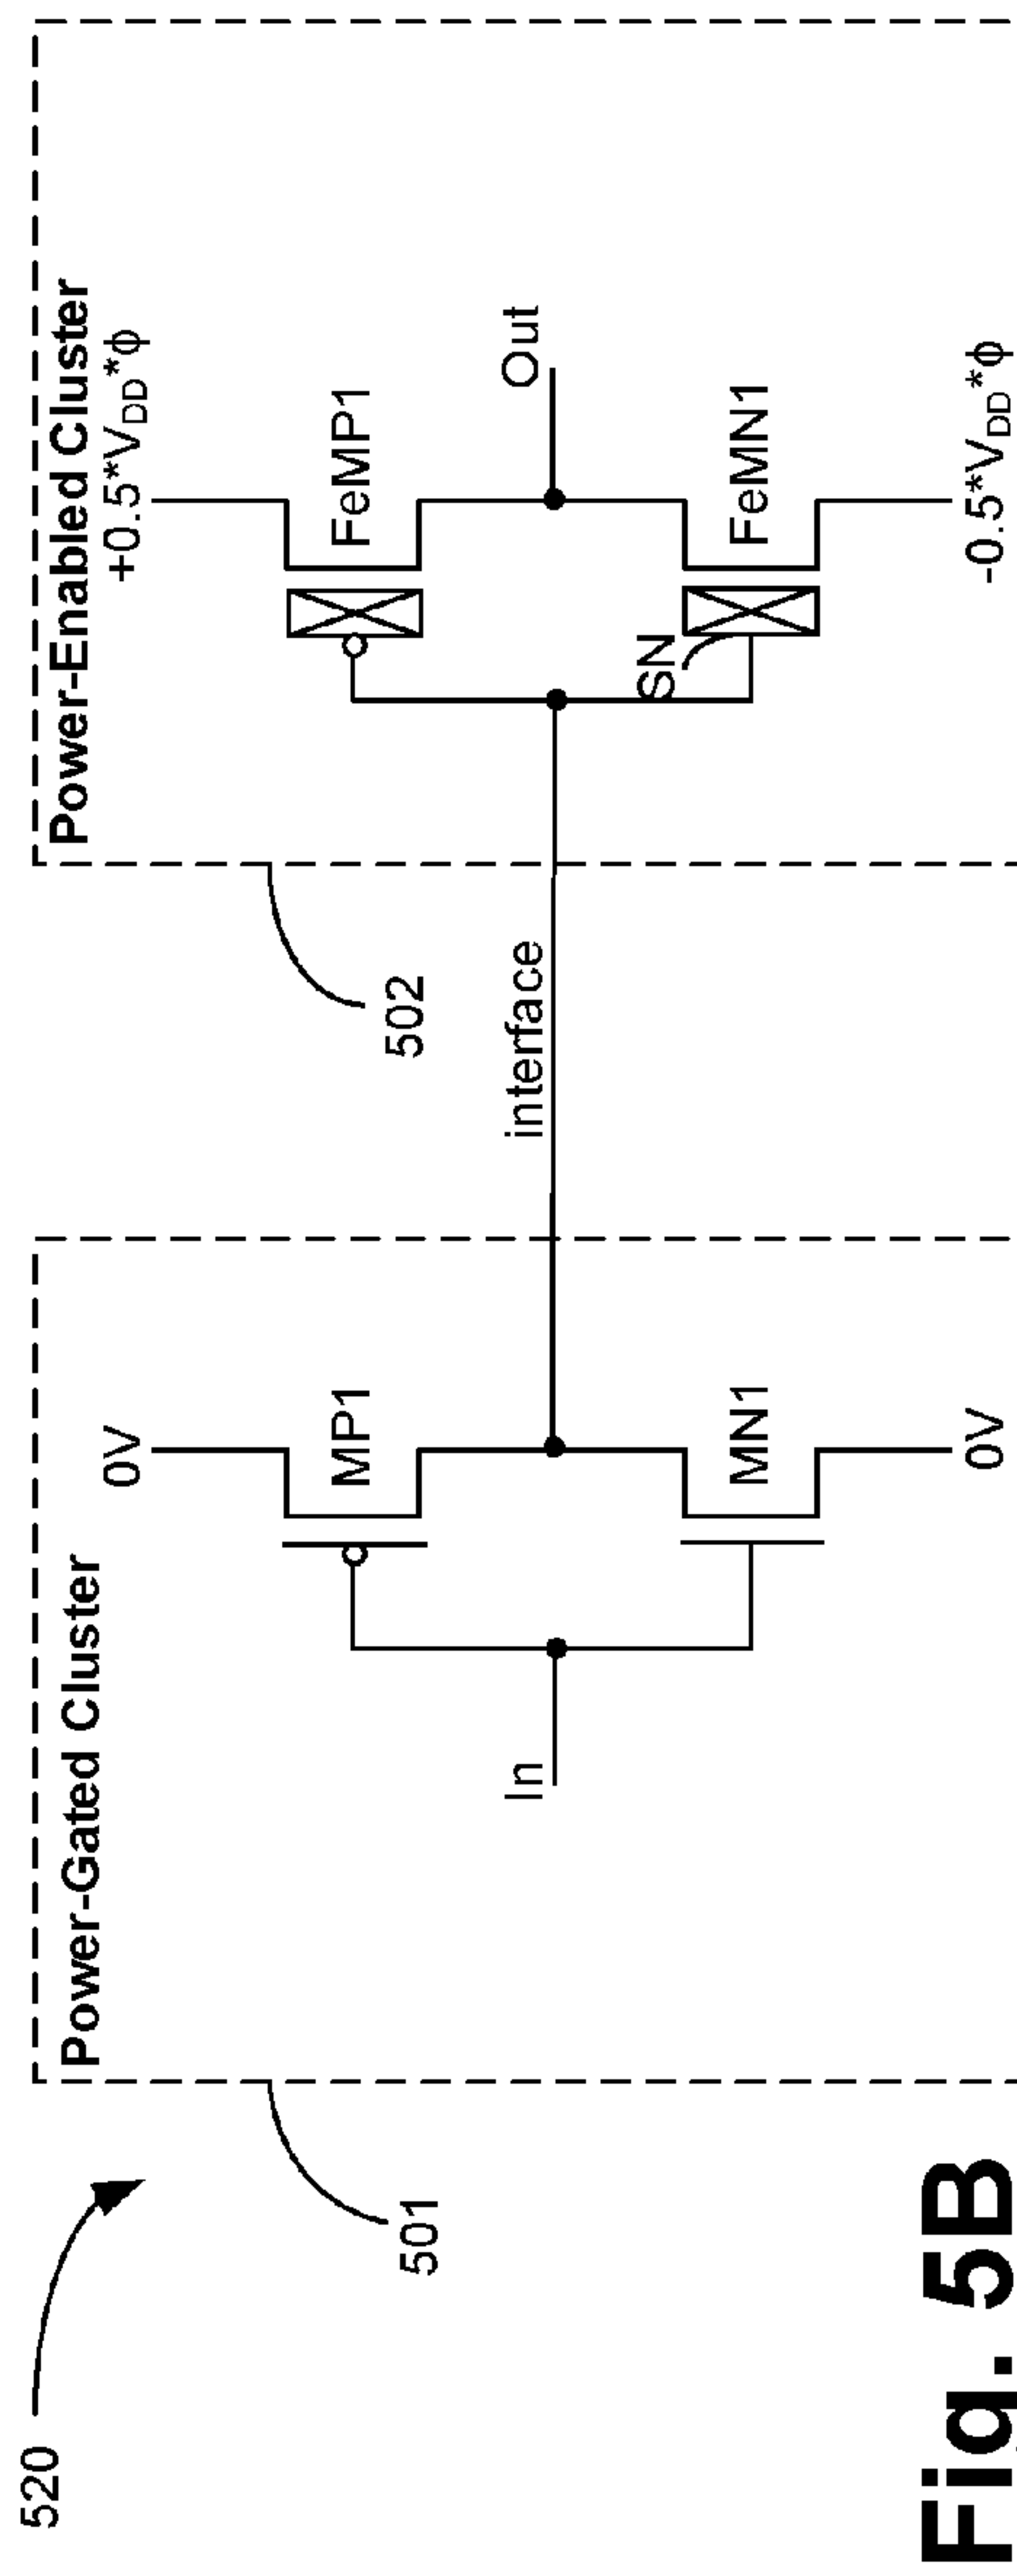 520
501
Power-Gated Cluster
0V
MP1
In
MN1
0V
interface
502
Power-Enabled Cluster
+0.5*V_DD*ϕ
FeMP1
Out
SN
FeMN1
-0.5*V_DD*ϕ
Fig. 5B